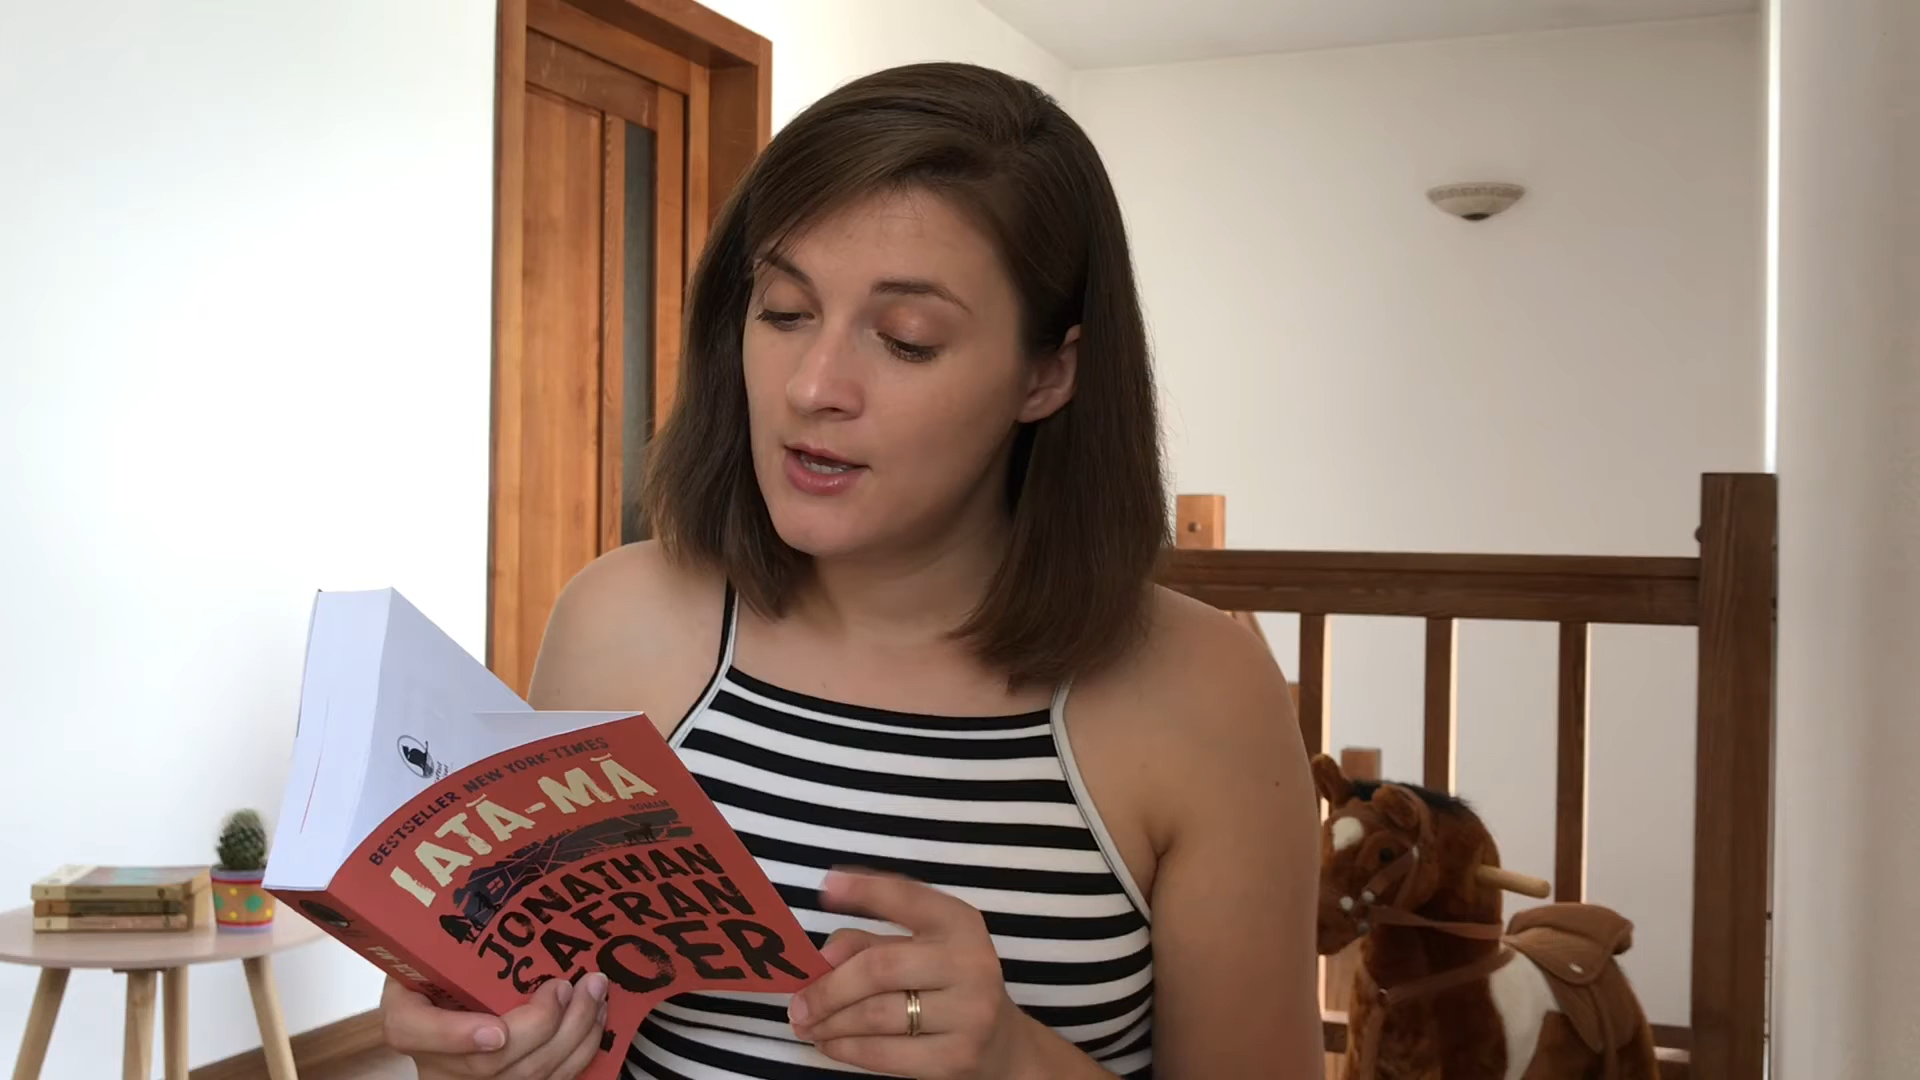 BESTSELLER NEW YORK TIMES
IATĂ-MĂ
ROMAN
JONATHAN
SAFRAN
FOER